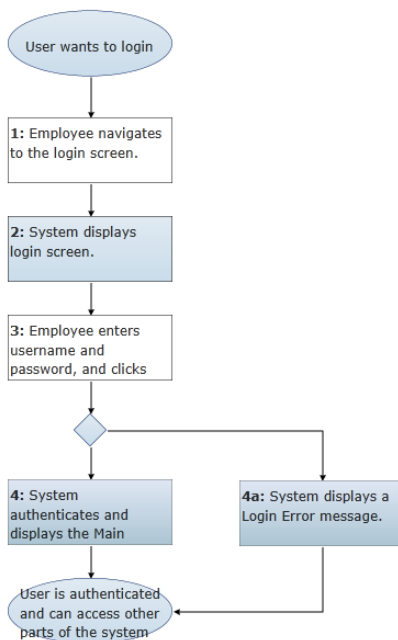 User wants to login
1: Employee navigates
to the login screen.
2: System displays
login screen.
3: Employee enters
username and
password, and clicks
4: System
authenticates and
displays the Main
4a: System displays a
Login Error message.
User is authenticated
and can access other
parts of the system